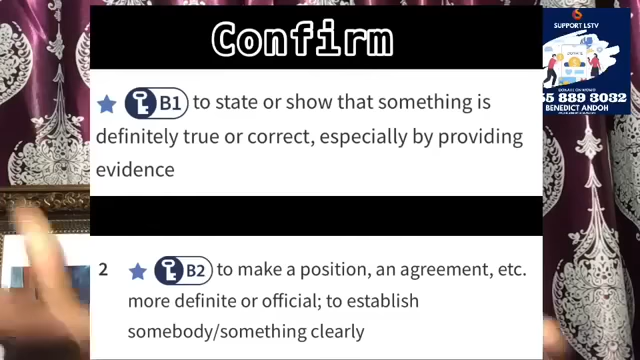 Confirm
SUPPORT LSTV
B1 to state or show that something is
definitely true or correct, especially by providing
evidence
55 889 3032
BENEDICT ANDOH
2 B2 to make a position, an agreement, etc.
more definite or official; to establish
somebody/something clearly